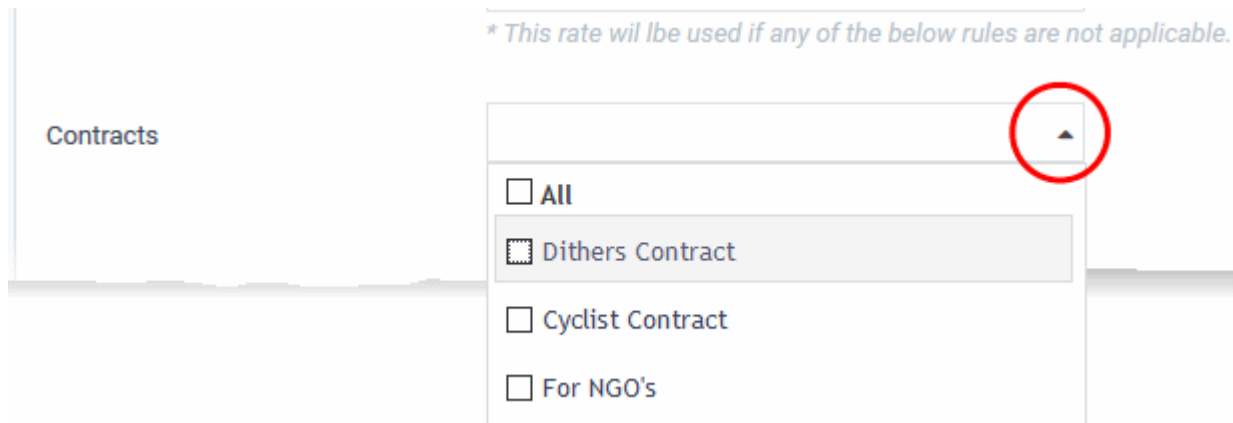 * This rate wil lbe used if any of the below rules are not applicable.
Contracts
All
Dithers Contract
Cyclist Contract
For NGO's